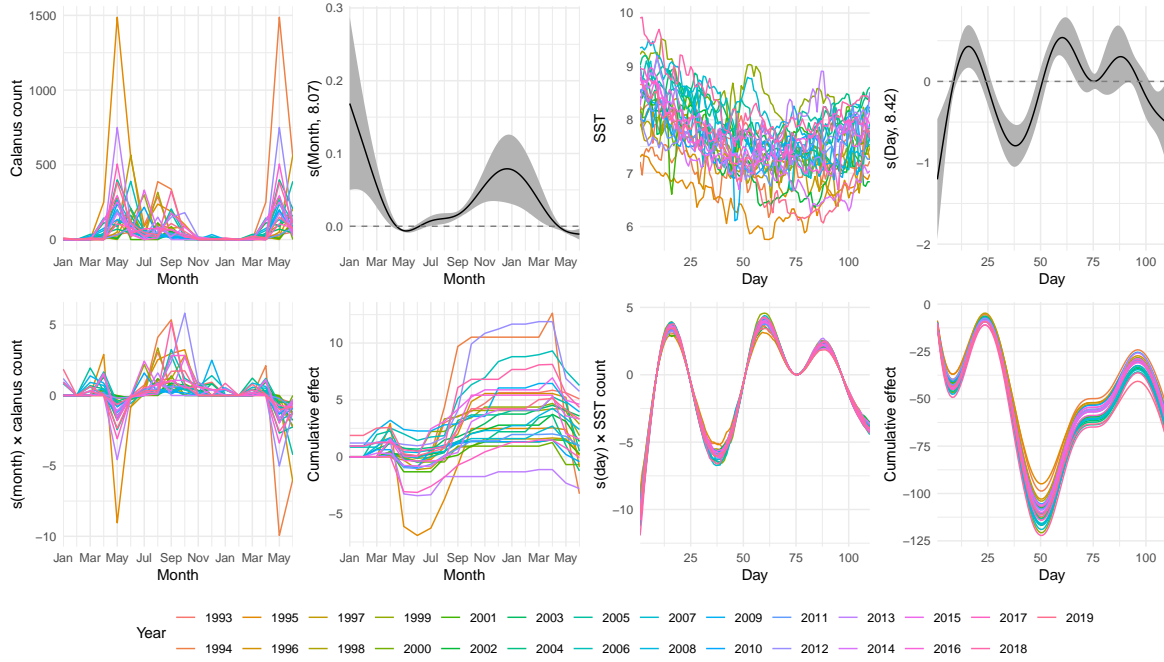 1500
1000
500
0
Calanus count
Jan Mar May Jul Sep Nov Jan Mar May
Month
0.3
0.2
0.1
0.0
s(Month, 8.07)
Jan Mar May Jul Sep Nov Jan Mar May
Month
10
9
8
7
6
SST
25 50 75 100
Day
0
−1
−2
s(Day, 8.42)
25 50 75 100
Day
5
0
−5
−10
s(month) × calanus count
Jan Mar May Jul Sep Nov Jan Mar May
Month
10
5
0
−5
Cumulative effect
Jan Mar May Jul Sep Nov Jan Mar May
Month
5
0
−5
−10
s(day) × SST count
25 50 75 100
Day
0
−25
−50
−75
−100
−125
Cumulative effect
25 50 75 100
Day
Year
1993 1995 1997 1999 2001 2003 2005 2007 2009 2011 2013 2015 2017 2019
1994 1996 1998 2000 2002 2004 2006 2008 2010 2012 2014 2016 2018